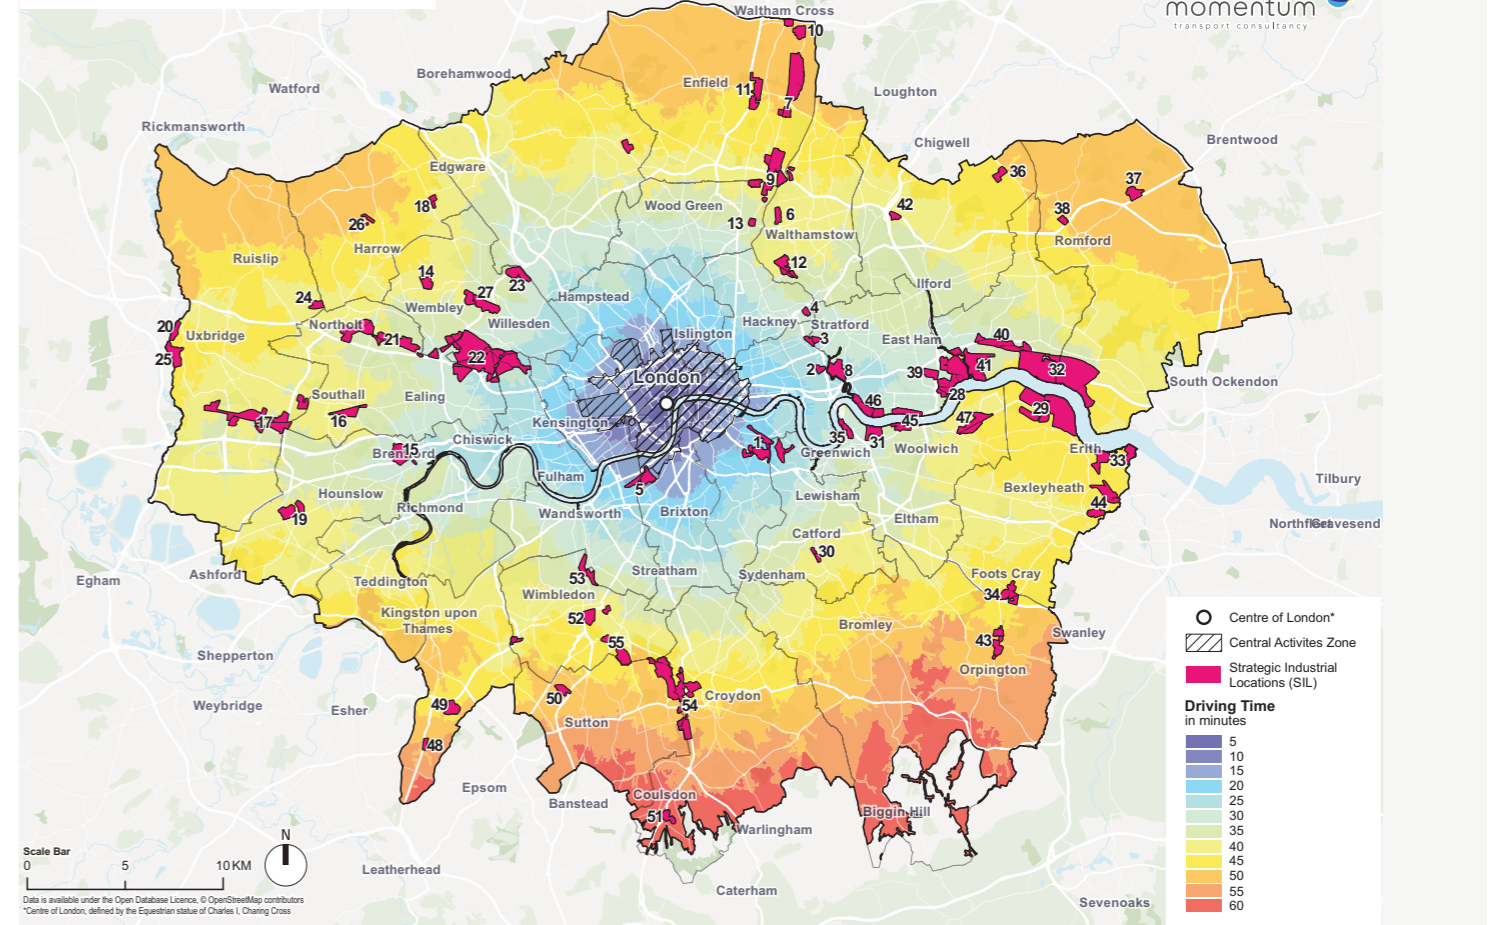 momentum
transport consultancy
Waltham Cross
10
Borehamwood
Enfield
Watford
11
7
Loughton
Rickmansworth
Chigwell
Brentwood
Edgware
9
36
37
18
Wood Green
13
6
42
38
26
Walthamstow
Harrow
Romford
Ruislip
12
14
23
Ilford
24
27
Hampstead
Wembley
4
20
Northolt
Willesden
Hackney
Stratford
Uxbridge
21
Islington
3
East Ham
40
25
22
London
2
8
39
41
32
South Ockendon
Southall
Ealing
28
17
16
Kensington
46
45
47
29
Chiswick
1
35
31
15
Brentford
Greenwich
Woolwich
Erith
33
Fulham
5
Tilbury
Hounslow
Lewisham
Bexleyheath
Richmond
Wandsworth
Brixton
44
19
Eltham
Northfleet
Gravesend
Catford
30
Ashford
Streatham
Sydenham
Foots Cray
Egham
Teddington
53
Wimbledon
34
Kingston upon
Thames
52
Bromley
Swanley
55
43
Shepperton
Orpington
50
Croydon
Weybridge
Esher
49
54
Sutton
48
Epsom
Coulsdon
Banstead
51
Biggin Hill
Warlingham
Leatherhead
Caterham
Sevenoaks
Centre of London*
Central Activites Zone
Strategic Industrial
Locations (SIL)
Driving Time
in minutes
5
10
15
20
25
30
35
40
45
50
55
60
N
Scale Bar
0 5 10 KM
Data is available under the Open Database Licence, © OpenStreetMap contributors
*Centre of London, defined by the Equestrian statue of Charles I, Charing Cross